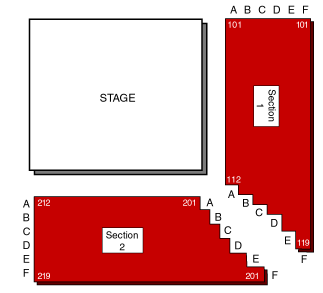 A B C D E F
101 101
STAGE
Section
1
112
A
B
C
D
E
119
F
A 212 201 A
B B
C C
D Section D
E 2 E
F 219 201 F